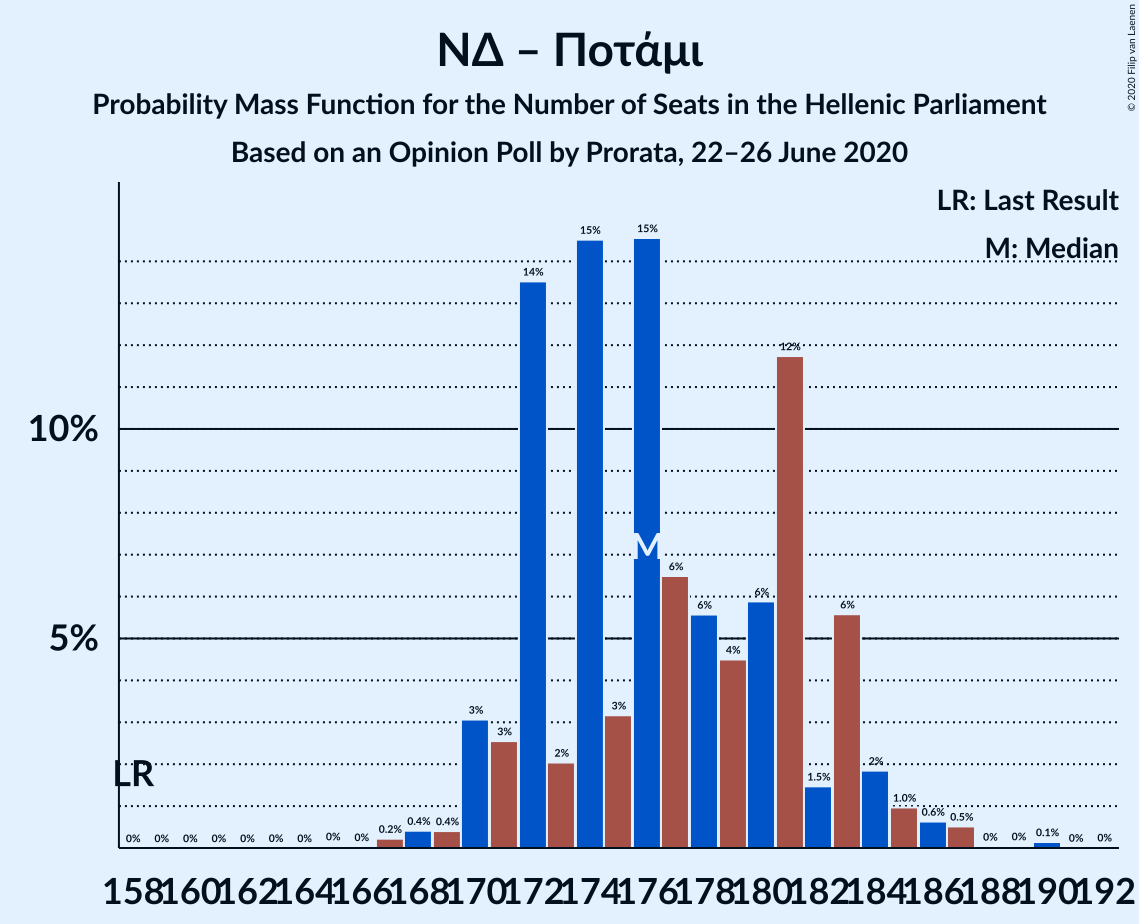 ΝΔ – Ποτάμι
Probability Mass Function for the Number of Seats in the Hellenic Parliament
Based on an Opinion Poll by Prorata, 22–26 June 2020
© 2020 Filip van Laenen
LR: Last Result
M: Median
10%
5%
LR
M
0% 0% 0% 0% 0% 0% 0% 0% 0% 0.2% 0.4% 0.4% 3% 3% 14% 2% 15% 3% 15% 6% 6% 4% 6% 12% 1.5% 6% 2% 1.0% 0.6% 0.5% 0% 0% 0.1% 0% 0%
158 160 162 164 166 168 170 172 174 176 178 180 182 184 186 188 190 192